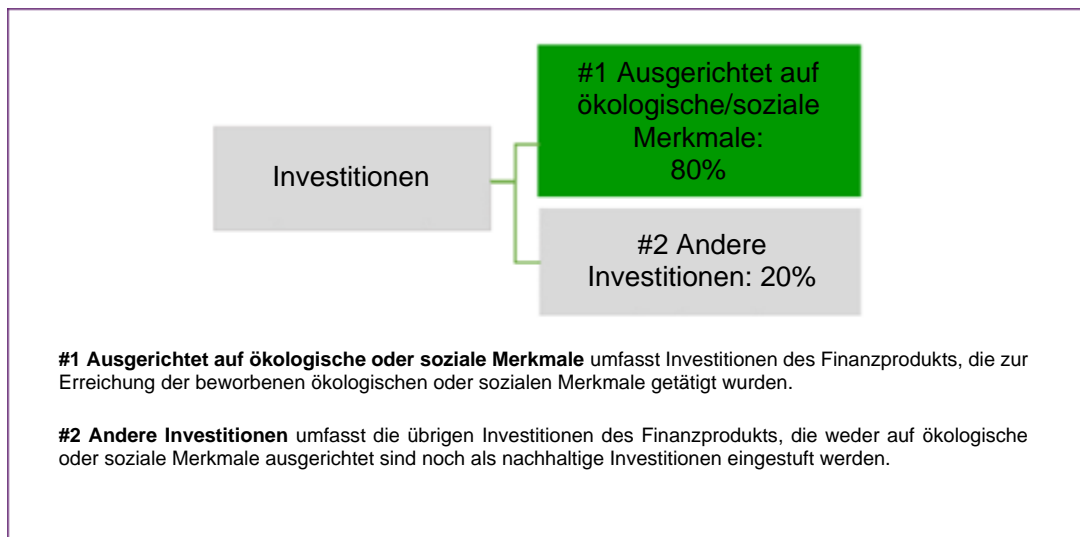 #1 Ausgerichtet auf
ökologische/soziale
Merkmale:
80%
Investitionen
#2 Andere
Investitionen: 20%
#1 Ausgerichtet auf ökologische oder soziale Merkmale umfasst Investitionen des Finanzprodukts, die zur
Erreichung der beworbenen ökologischen oder sozialen Merkmale getätigt wurden.
#2 Andere Investitionen umfasst die übrigen Investitionen des Finanzprodukts, die weder auf ökologische
oder soziale Merkmale ausgerichtet sind noch als nachhaltige Investitionen eingestuft werden.